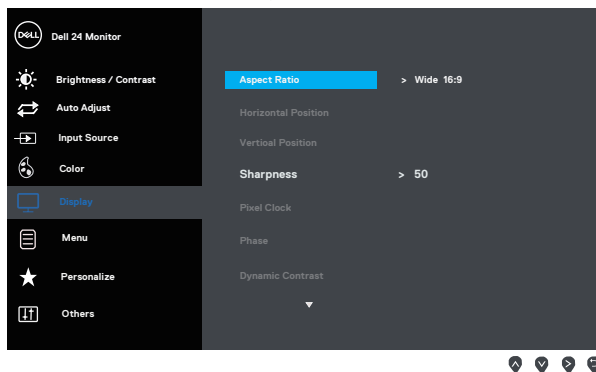 DELL Dell 24 Monitor
Brightness / Contrast
Auto Adjust
Input Source
Color
Display
Menu
Personalize
Others
Aspect Ratio > Wide 16:9
Horizontal Position
Vertical Position
Sharpness > 50
Pixel Clock
Phase
Dynamic Contrast